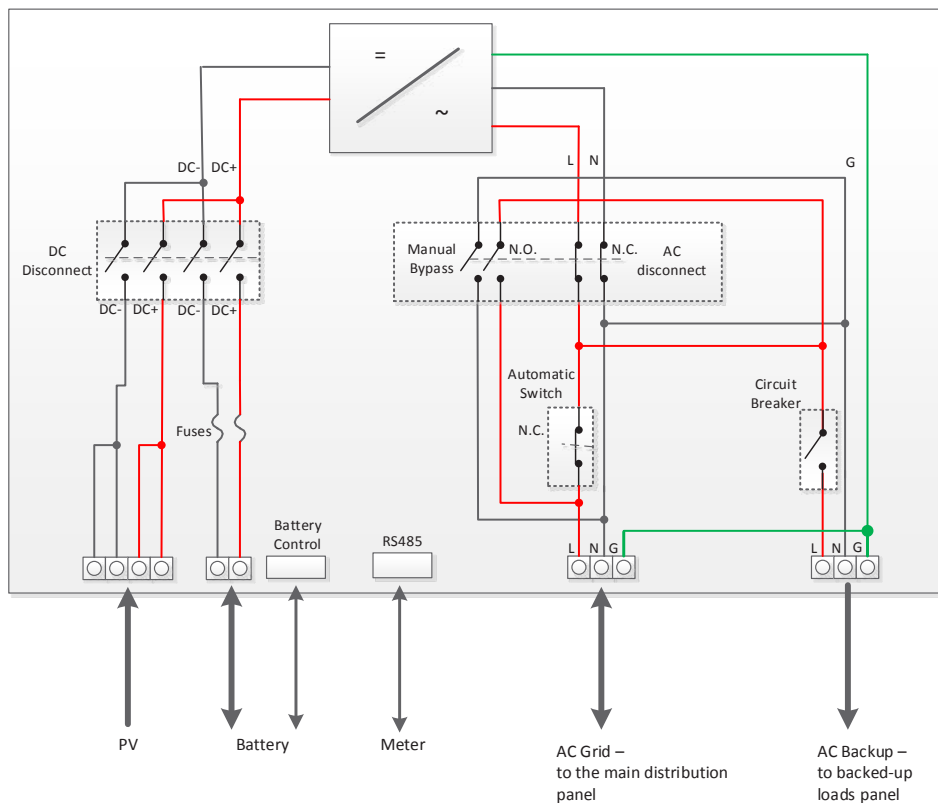 =
~
DC- DC+
L N
G
DC
Disconnect
Manual
Bypass
N.O.
N.C.
AC
disconnect
DC- DC+ DC- DC+
Automatic
Switch
N.C.
Circuit
Breaker
Fuses
Battery
Control
RS485
L N G
L N G
PV
Battery
Meter
AC Grid –
to the main distribution
panel
AC Backup –
to backed-up
loads panel